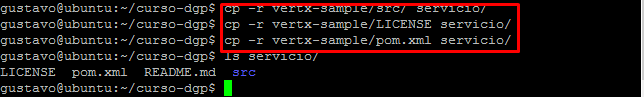 gustavo@ubuntu:~/curso-dgp$ cp -r vertx-sample/src/ servicio/
gustavo@ubuntu:~/curso-dgp$ cp -r vertx-sample/LICENSE servicio/
gustavo@ubuntu:~/curso-dgp$ cp -r vertx-sample/pom.xml servicio/
gustavo@ubuntu:~/curso-dgp$ ls servicio/
LICENSE  pom.xml  README.md  src
gustavo@ubuntu:~/curso-dgp$